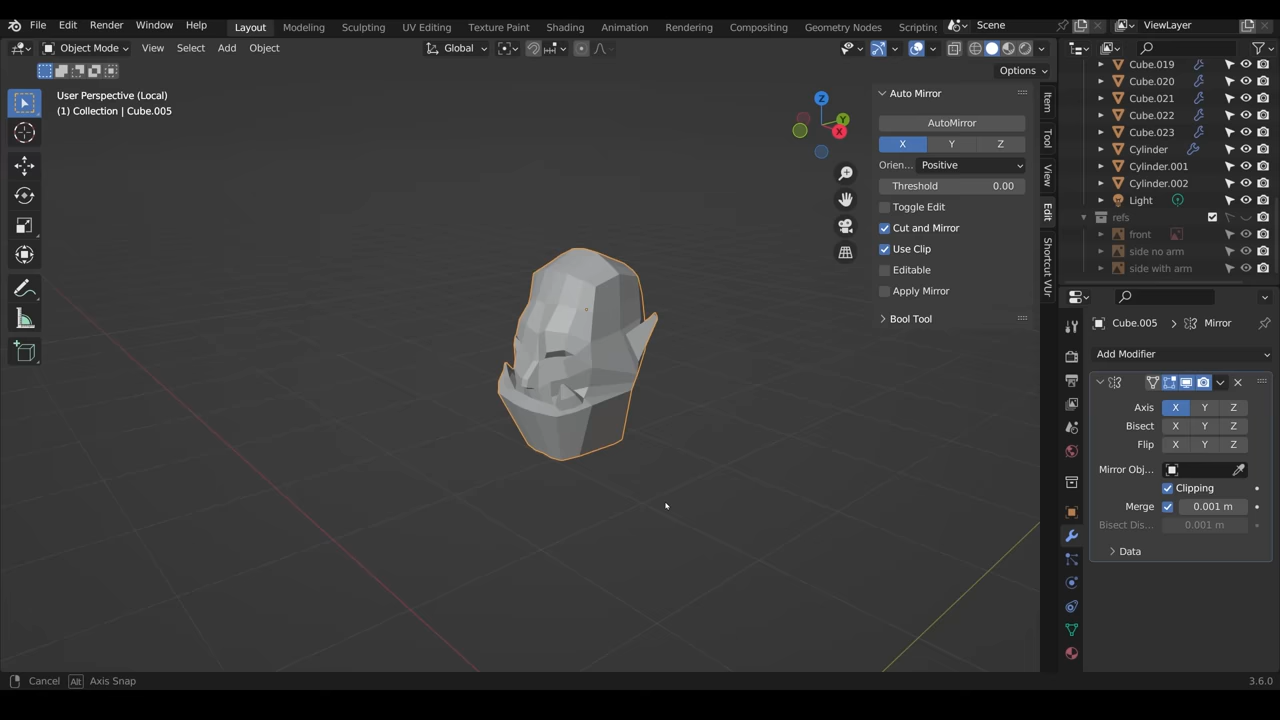 File Edit Render Window Help Layout Modeling Sculpting UV Editing Texture Paint Shading Animation Rendering Compositing Geometry Nodes Scripting Scene ViewLayer
Object Mode View Select Add Object Global
Options
User Perspective (Local)
(1) Collection | Cube.005
Z
Y
X
Auto Mirror
AutoMirror
X Y Z
Orien... Positive
Threshold 0.00
Toggle Edit
Cut and Mirror
Use Clip
Editable
Apply Mirror
Bool Tool
Item
Tool
View
Edit
Shortcut VUr
Cube.019
Cube.020
Cube.021
Cube.022
Cube.023
Cylinder
Cylinder.001
Cylinder.002
Light
refs
front
side no arm
side with arm
Cube.005 Mirror
Add Modifier
Axis X Y Z
Bisect X Y Z
Flip X Y Z
Mirror Obj...
Clipping
Merge 0.001 m
Bisect Dis... 0.001 m
Data
Cancel Alt Axis Snap 3.6.0